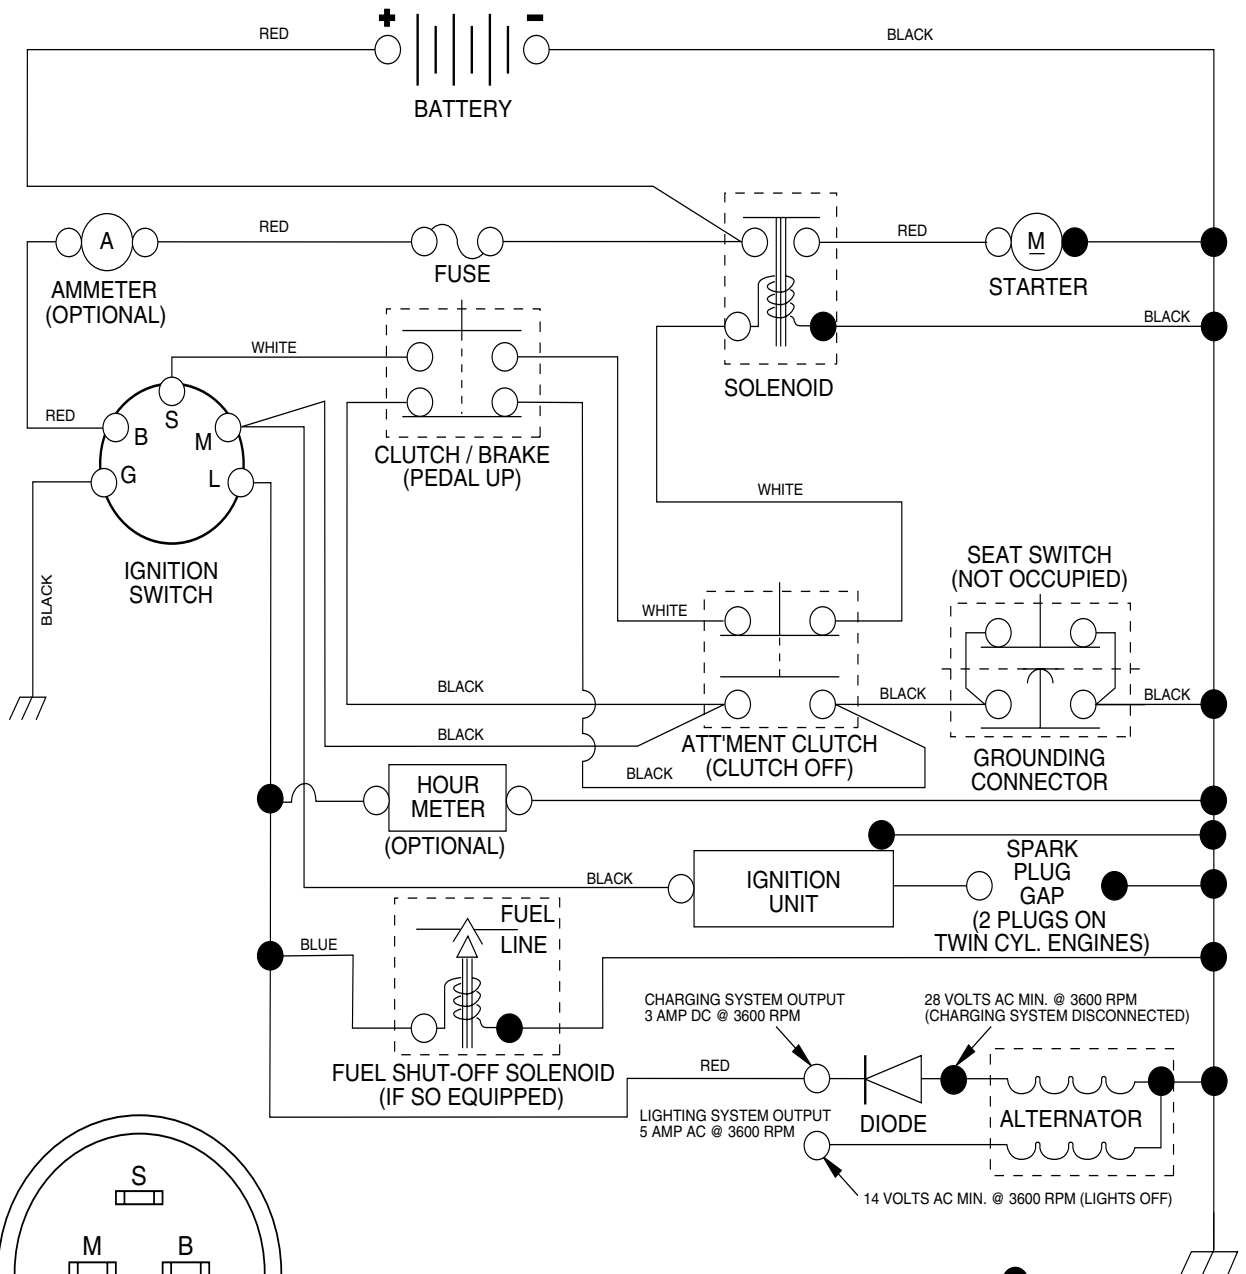 +
-
RED
BLACK
BATTERY
A
RED
RED
M
FUSE
STARTER
AMMETER
(OPTIONAL)
BLACK
WHITE
SOLENOID
RED
S
B
M
G
L
CLUTCH / BRAKE
(PEDAL UP)
WHITE
IGNITION
SWITCH
BLACK
SEAT SWITCH
(NOT OCCUPIED)
WHITE
BLACK
BLACK
BLACK
BLACK
ATT'MENT CLUTCH
(CLUTCH OFF)
BLACK
GROUNDING
CONNECTOR
HOUR
METER
(OPTIONAL)
BLACK
IGNITION
UNIT
SPARK
PLUG
GAP
(2 PLUGS ON
TWIN CYL. ENGINES)
FUEL
LINE
BLUE
CHARGING SYSTEM OUTPUT
3 AMP DC @ 3600 RPM
28 VOLTS AC MIN. @ 3600 RPM
(CHARGING SYSTEM DISCONNECTED)
RED
FUEL SHUT-OFF SOLENOID
(IF SO EQUIPPED)
LIGHTING SYSTEM OUTPUT
5 AMP AC @ 3600 RPM
DIODE
ALTERNATOR
14 VOLTS AC MIN. @ 3600 RPM (LIGHTS OFF)
S
M
B